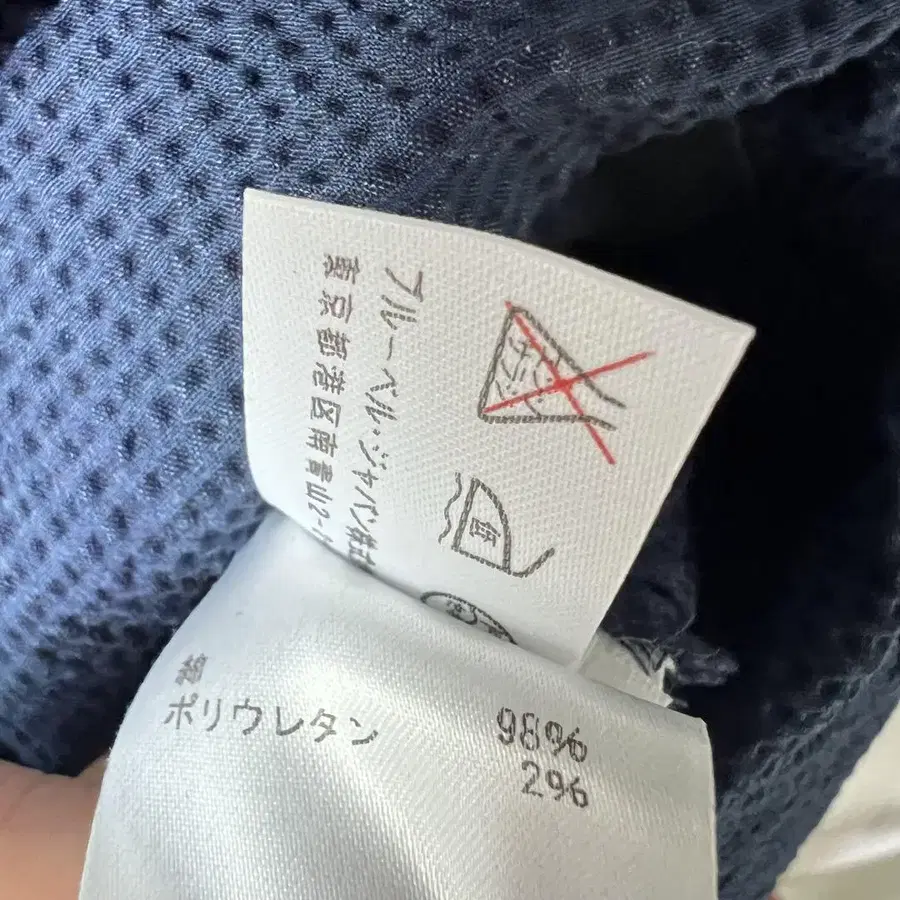 低
ブルーベル・ジャパン株
東京都港区南青山2-
綿 98%
ポリウレタン 2%